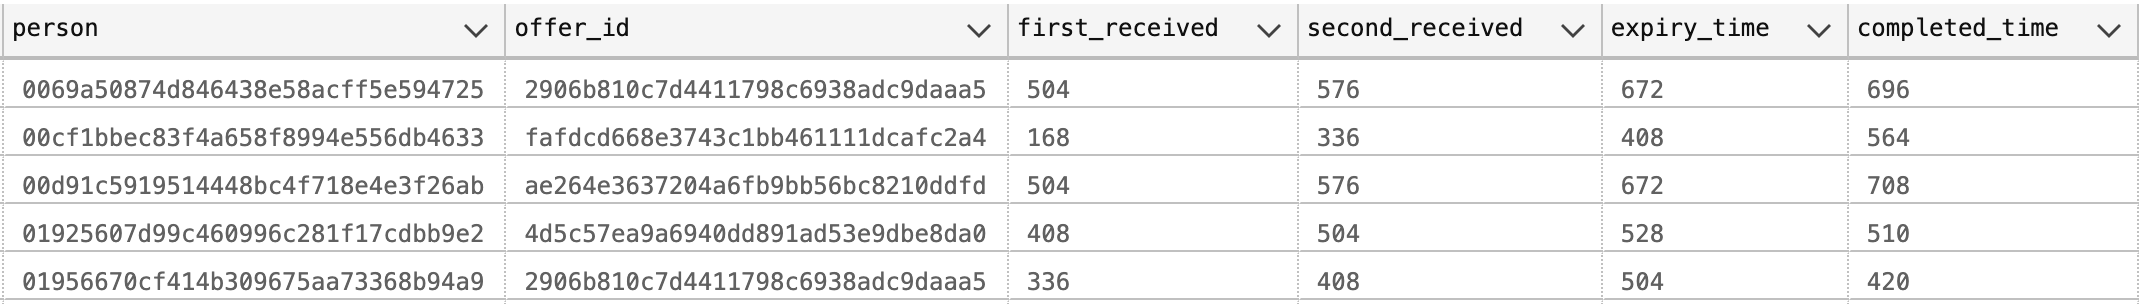 person offer_id first_received second_received expiry_time completed_time
0069a50874d846438e58acff5e594725 2906b810c7d4411798c6938adc9daaa5 504 576 672 696
00cf1bbec83f4a658f8994e556db4633 fafdcd668e3743c1bb461111dcafc2a4 168 336 408 564
00d91c5919514448bc4f718e4e3f26ab ae264e3637204a6fb9bb56bc8210ddfd 504 576 672 708
01925607d99c460996c281f17cdbb9e2 4d5c57ea9a6940dd891ad53e9dbe8da0 408 504 528 510
01956670cf414b309675aa73368b94a9 2906b810c7d4411798c6938adc9daaa5 336 408 504 420